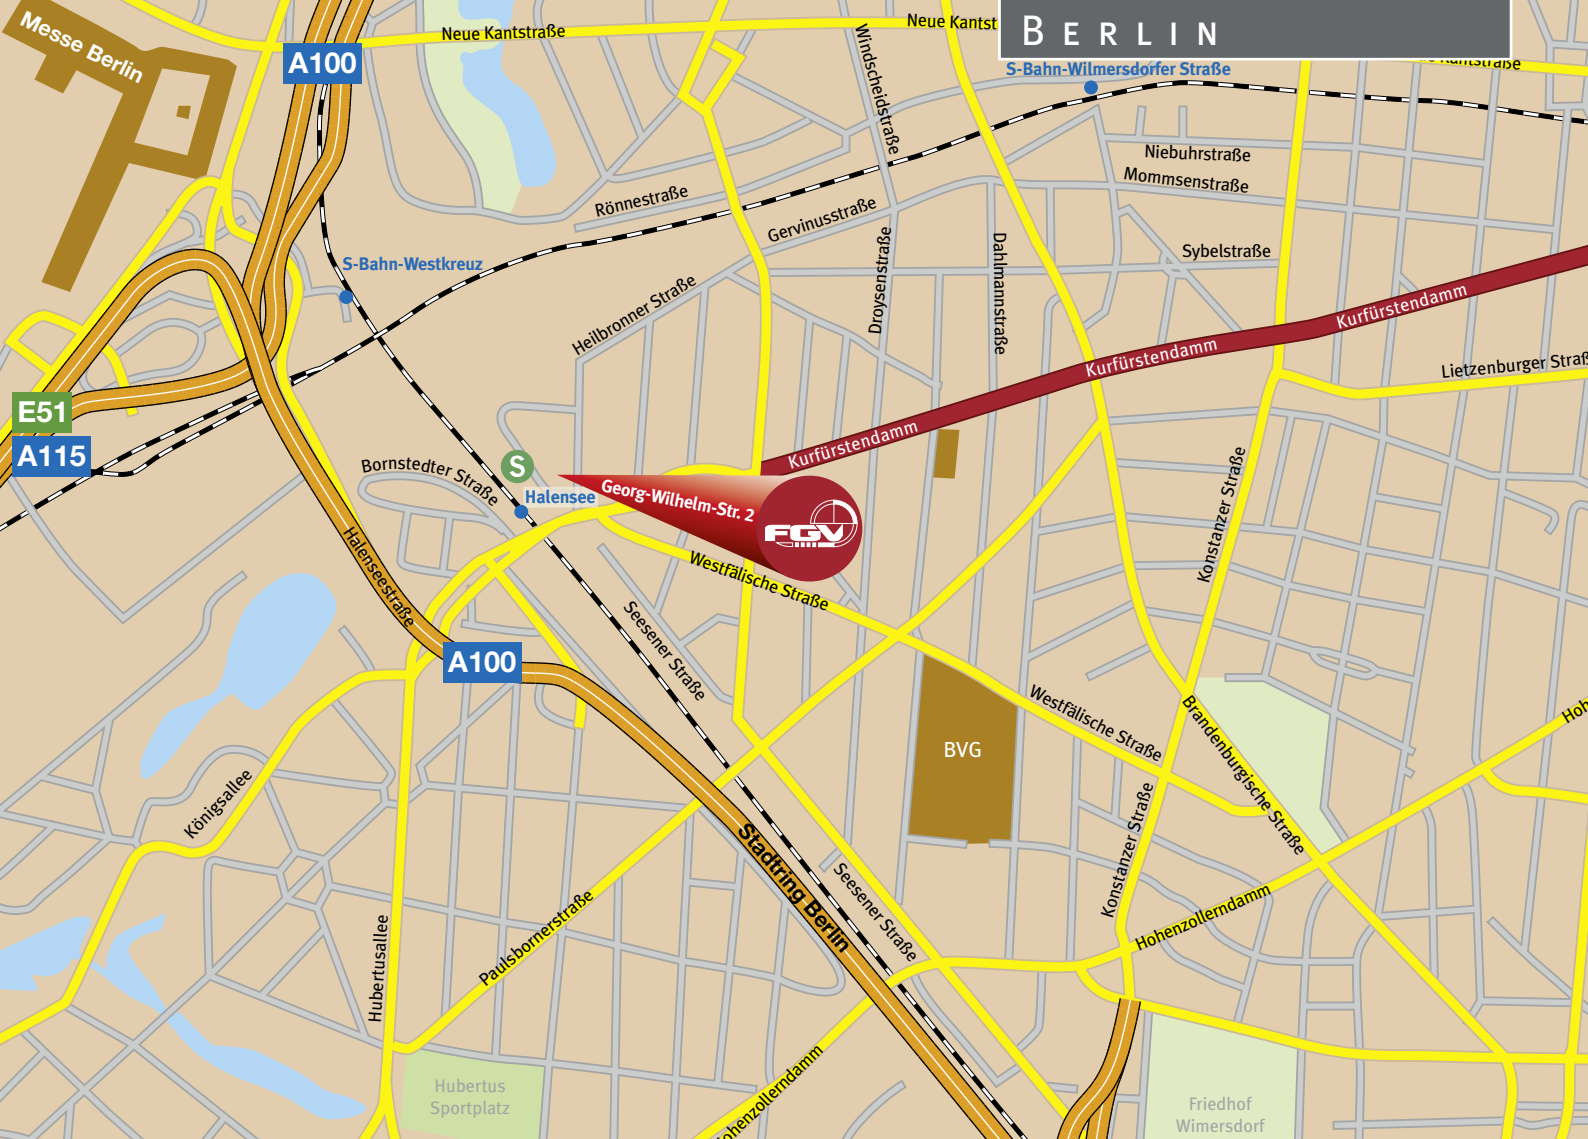 BERLIN
Messe Berlin
A100
Neue Kantstraße
Neue Kantst
Kantstraße
Windscheidstraße
S-Bahn-Wilmersdorfer Straße
Niebuhrstraße
Mommsenstraße
Rönnestraße
Gervinusstraße
Sybelstraße
S-Bahn-Westkreuz
Droysenstraße
Dahlmannstraße
Heilbronner Straße
Kurfürstendamm
Kurfürstendamm
Kurfürstendamm
Lietzenburger Straß
E51
A115
Bornstedter Straße
S
Halensee
Georg-Wilhelm-Str. 2
FGV
Konstanzer Straße
Halenseestraße
Westfälische Straße
Seesener Straße
A100
Westfälische Straße
Brandenburgische Straße
Hoh
BVG
Königsallee
Konstanzer Straße
Stadtring Berlin
Seesener Straße
Hohenzollerndamm
Paulsbornerstraße
Hubertusallee
Hubertus
Sportplatz
ohenzollerndamm
Friedhof
Wimersdorf